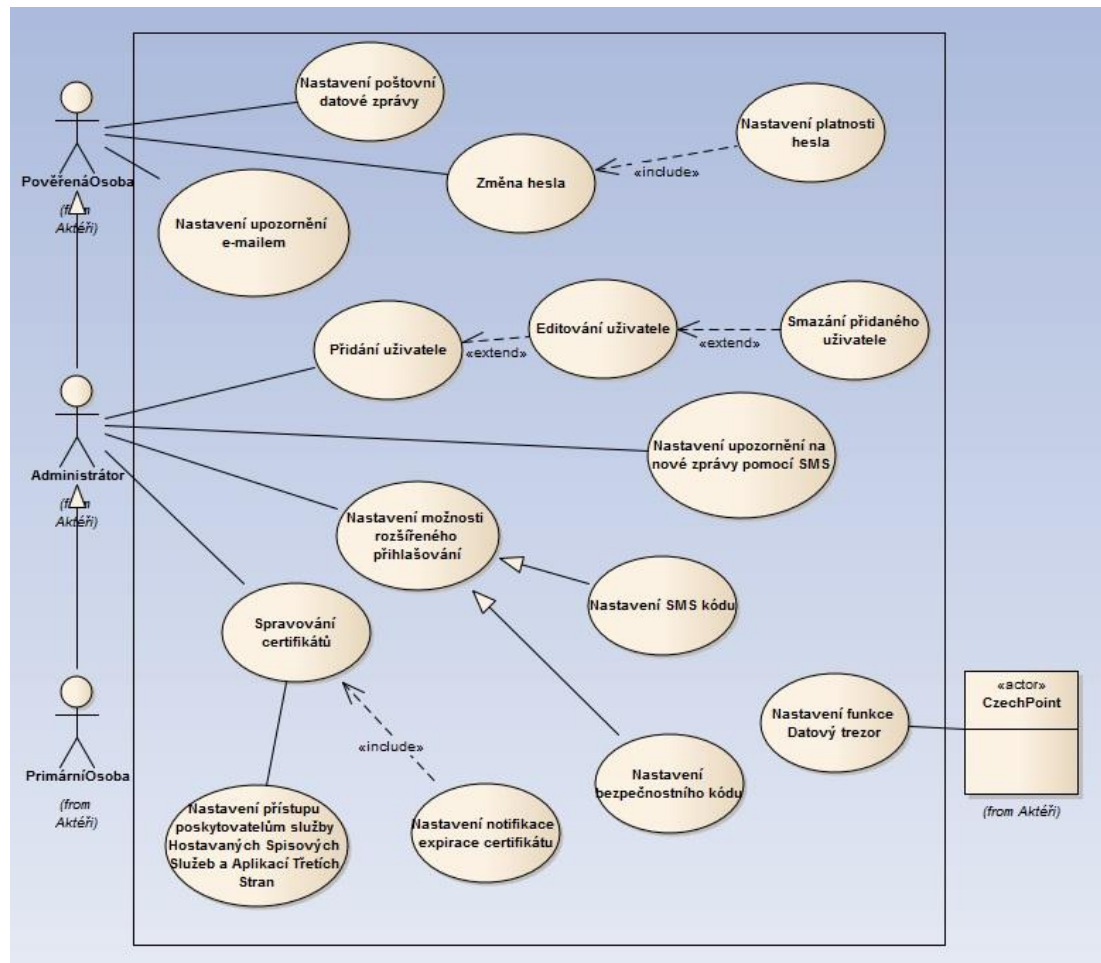 Nastavení poštovní
datové zprávy
Nastavení platnosti
hesla
«include»
Změna hesla
PověřenáOsoba
(from
Aktéři)
Nastavení upozornění
e-mailem
Přidání uživatele
«extend»
Editování uživatele
«extend»
Smazání přidaného
uživatele
Nastavení upozornění na
nové zprávy pomocí SMS
Administrátor
(from
Aktéři)
Nastavení možnosti
rozšířeného
přihlašování
Nastavení SMS kódu
Spravování
certifikátů
«include»
Nastavení funkce
Datový trezor
«actor»
CzechPoint
(from Aktéři)
PrimárníOsoba
(from
Aktéři)
Nastavení
bezpečnostního kódu
Nastavení přístupu
poskytovatelům služby
Hostavaných Spisových
Služeb a Aplikací Třetích
Stran
Nastavení notifikace
expirace certifikátu